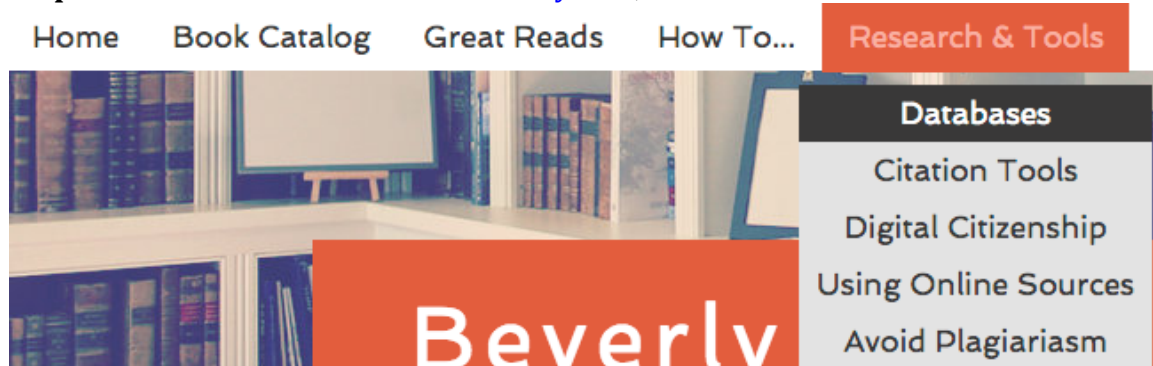 Home Book Catalog Great Reads How To... Research & Tools
Databases
Citation Tools
Digital Citizenship
Using Online Sources
Beverly
Avoid Plagiariasm